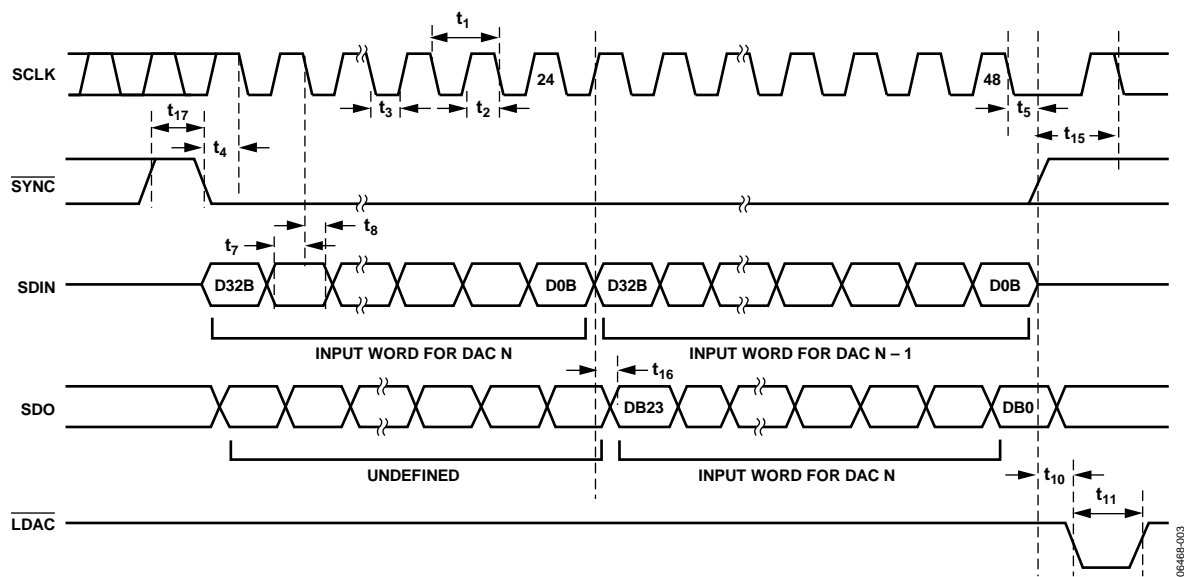 t1
SCLK
24
48
t3
t2
t5
t17
t4
t15
SYNC
t7
t8
SDIN
D32B
D0B
D32B
D0B
INPUT WORD FOR DAC N
INPUT WORD FOR DAC N – 1
t16
SDO
DB23
DB0
UNDEFINED
INPUT WORD FOR DAC N
t10
t11
LDAC
06468-003